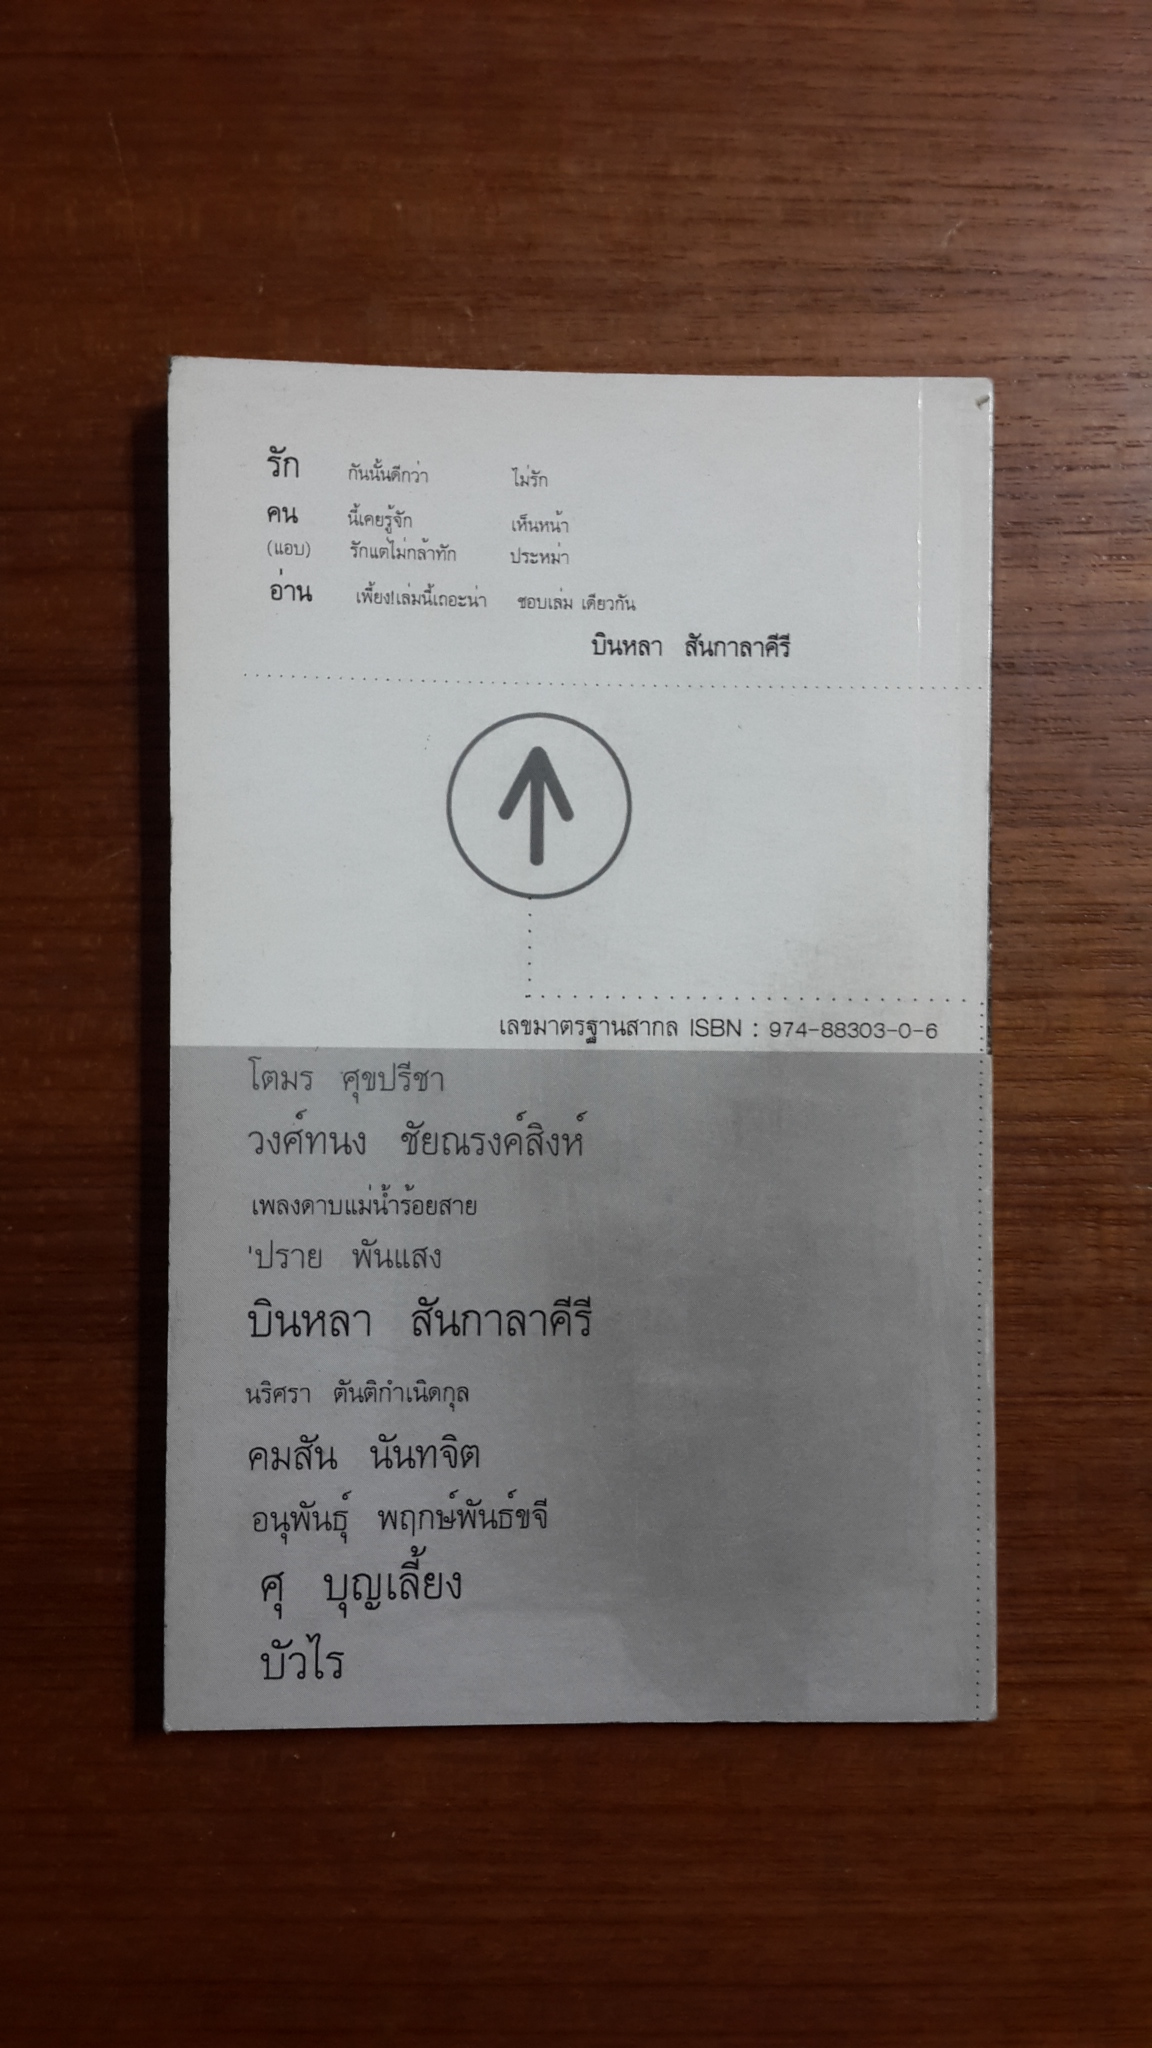 รัก กันนั้นดีกว่า ไม่รัก
คน นี้เคยรู้จัก เห็นหน้า
(แอบ) รักแต่ไม่กล้าทัก ประหม่า
อ่าน เพี้ยง!เล่มนี้เถอะน่า ชอบเล่ม เดียวกัน
บินหลา สันกาลาคีรี
เลขมาตรฐานสากล ISBN : 974-88303-0-6
โตมร ศุขปรีชา
วงศ์ทนง ชัยณรงค์สิงห์
เพลงดาบแม่น้ำร้อยสาย
'ปราย พันแสง
บินหลา สันกาลาคีรี
นริศรา ตันติกำเนิดกุล
คมสัน นันทจิต
อนุพันธุ์ พฤกษ์พันธ์ขจี
ศุ บุญเลี้ยง
บัวไร